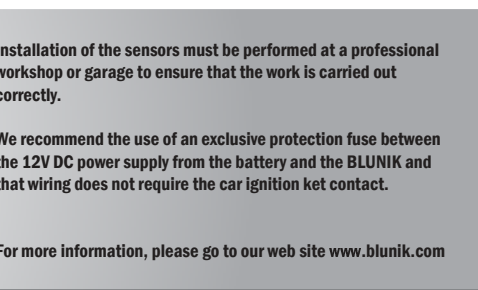 nstallation of the sensors must be performed at a professional
workshop or garage to ensure that the work is carried out
correctly.
We recommend the use of an exclusive protection fuse between
the 12V DC power supply from the battery and the BLUNIK and
that wiring does not require the car ignition ket contact.
For more information, please go to our web site www.blunik.com